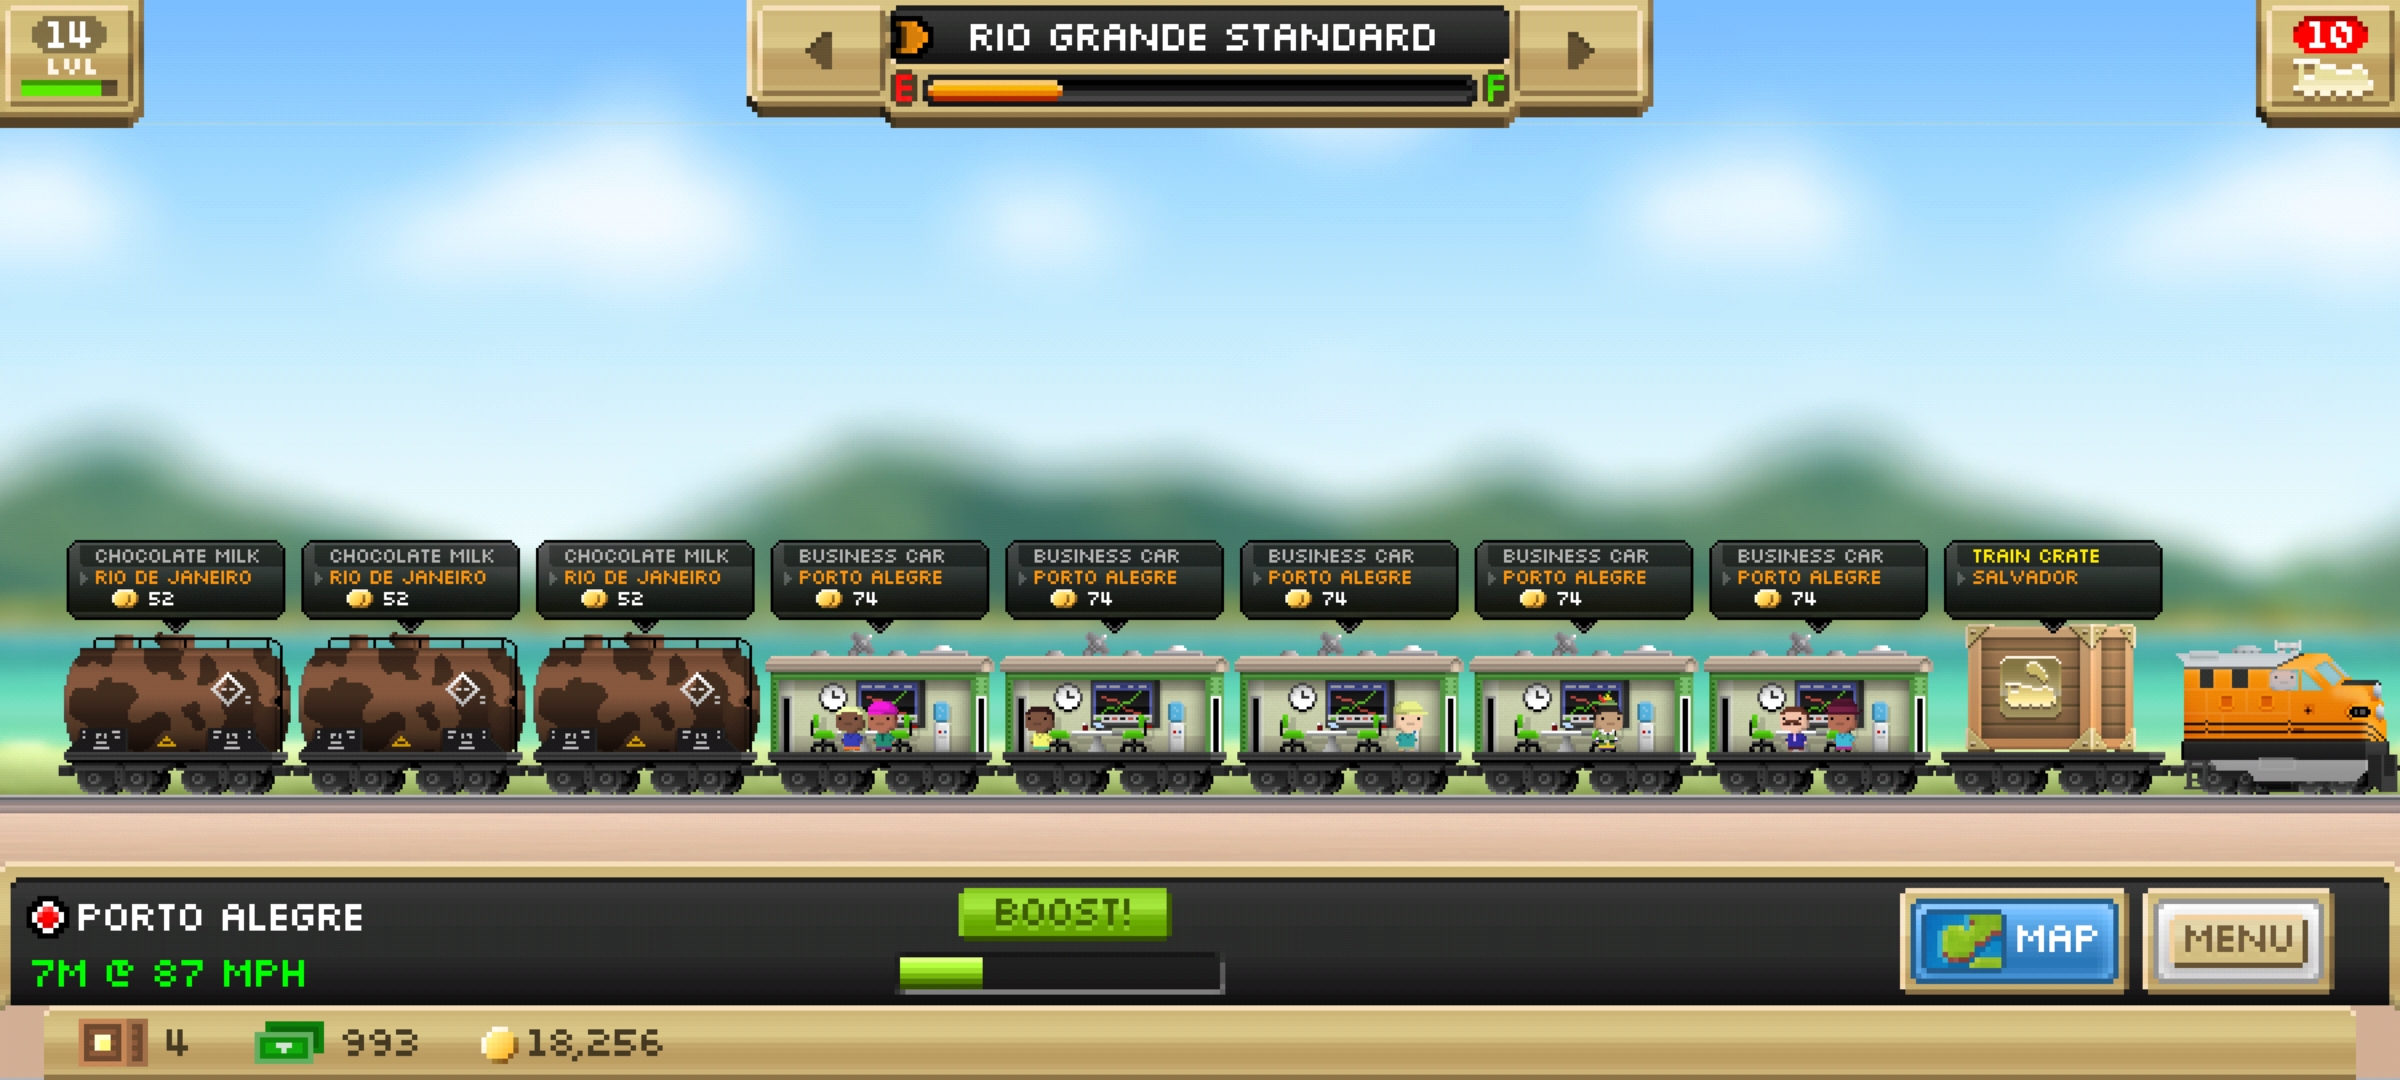 14
LVL
RIO GRANDE STANDARD
E
F
10
CHOCOLATE MILK
RIO DE JANEIRO
52
CHOCOLATE MILK
RIO DE JANEIRO
52
CHOCOLATE MILK
RIO DE JANEIRO
52
BUSINESS CAR
PORTO ALEGRE
74
BUSINESS CAR
PORTO ALEGRE
74
BUSINESS CAR
PORTO ALEGRE
74
BUSINESS CAR
PORTO ALEGRE
74
BUSINESS CAR
PORTO ALEGRE
74
TRAIN CRATE
SALVADOR
PORTO ALEGRE
7M @ 87 MPH
BOOST!
MAP
MENU
4
993
18,256